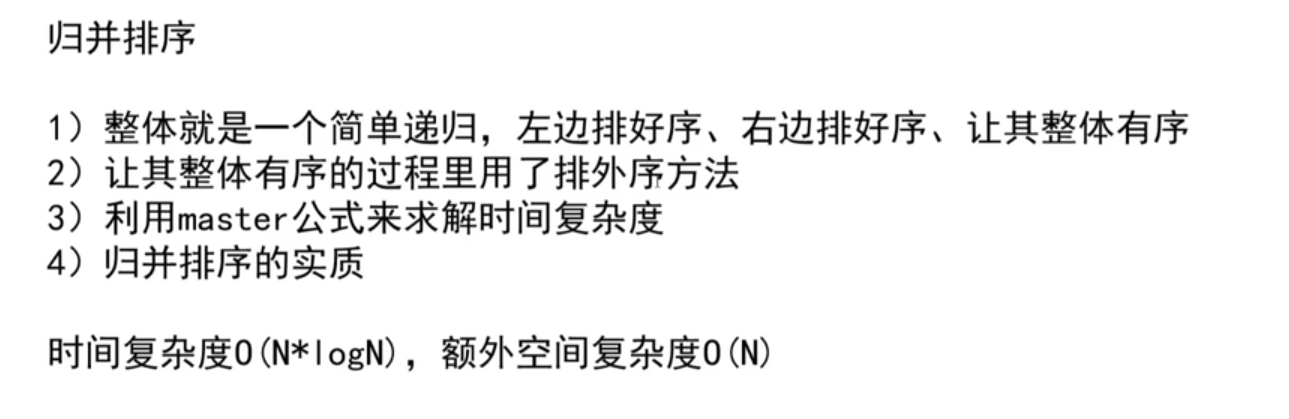 归并排序
1）整体就是一个简单递归，左边排好序、右边排好序、让其整体有序
2）让其整体有序的过程里用了排外序方法
3）利用master公式来求解时间复杂度
4）归并排序的实质
时间复杂度O(N*logN)，额外空间复杂度O(N)